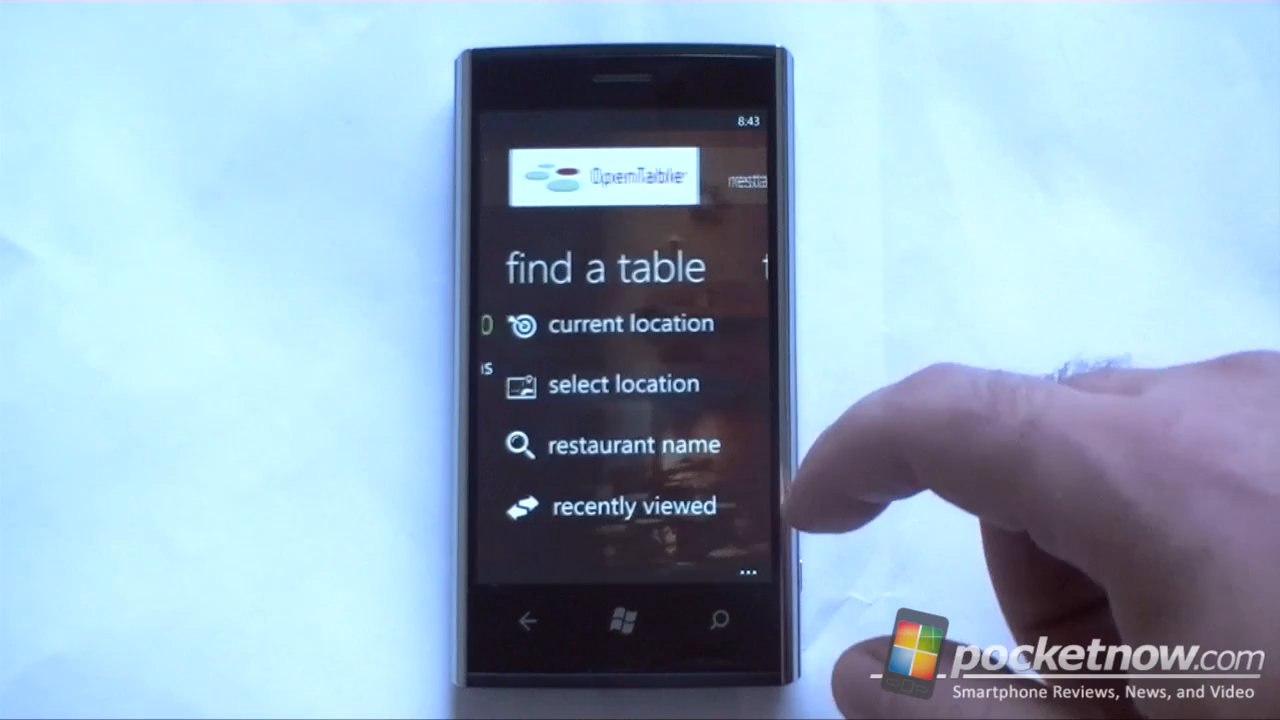 8:43
OpenTable
find a table
current location
select location
restaurant name
recently viewed
...
pocketnow.com
Smartphone Reviews, News, and Video